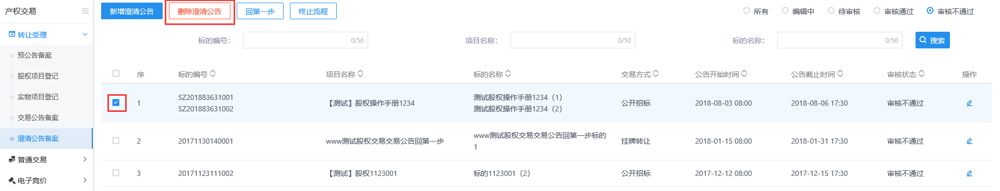 产权交易
转让受理
预公告备案
股权项目登记
实物项目登记
交易公告备案
澄清公告备案
普通交易
电子竞价
新增澄清公告 删除澄清公告 回第一步 终止流程 所有 编辑中 待审核 审核通过 审核不通过
标的编号： 0/50 项目名称： 0/50 标的名称： 0/50 搜索
序 标的编号 项目名称 标的名称 交易方式 公告开始时间 公告截止时间 审核状态 操作
1 SZ201883631001 【测试】股权操作手册1234 测试股权操作手册1234（1） 公开招标 2018-08-03 08:00 2018-08-06 17:30 审核不通过
SZ201883631002 测试股权操作手册1234（2）
2 20171130140001 www测试股权交易交易公告回第一步 www测试股权交易交易公告回第一步标的 挂牌转让 2018-01-15 08:00 2018-01-31 17:30 审核不通过
1
3 20171123111002 【测试】股权1123001 标的1123001（2） 公开招标 2017-12-12 08:00 2017-12-15 17:30 审核不通过